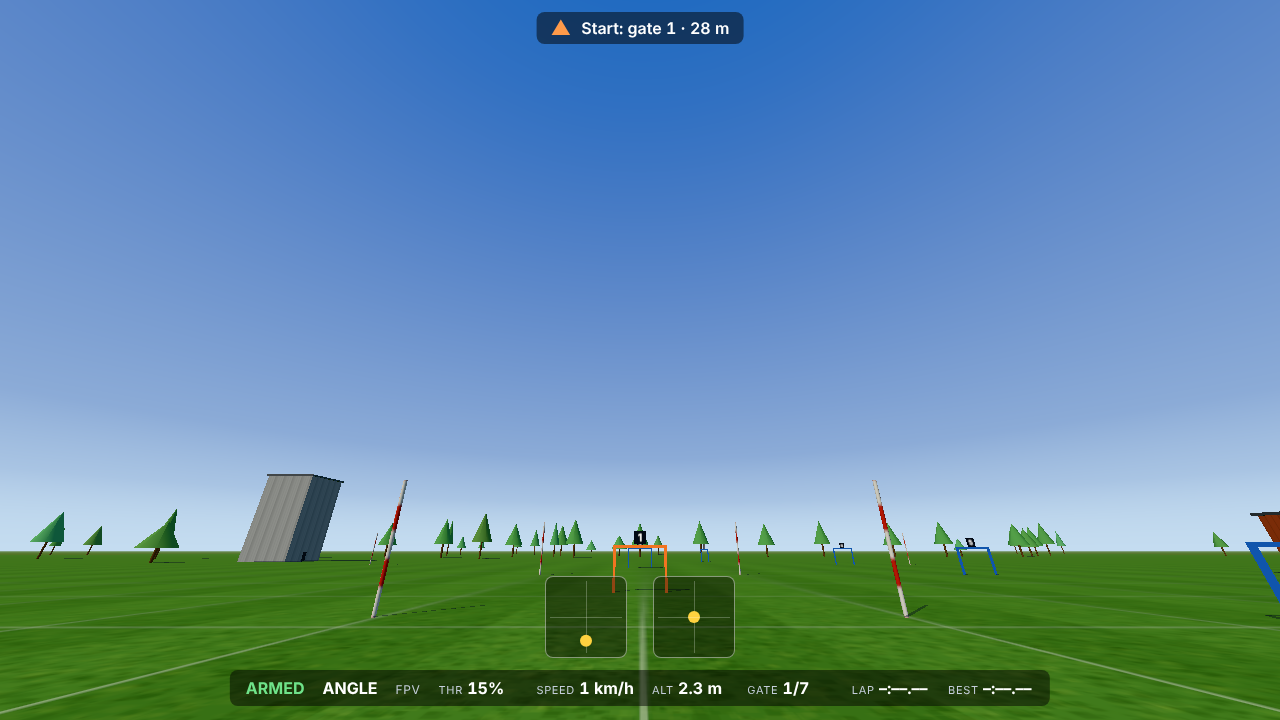 Start: gate 1 · 28 m
1
ARMED ANGLE FPV THR 15% SPEED 1 km/h ALT 2.3 m GATE 1/7 LAP –:––.–– BEST –:––.––